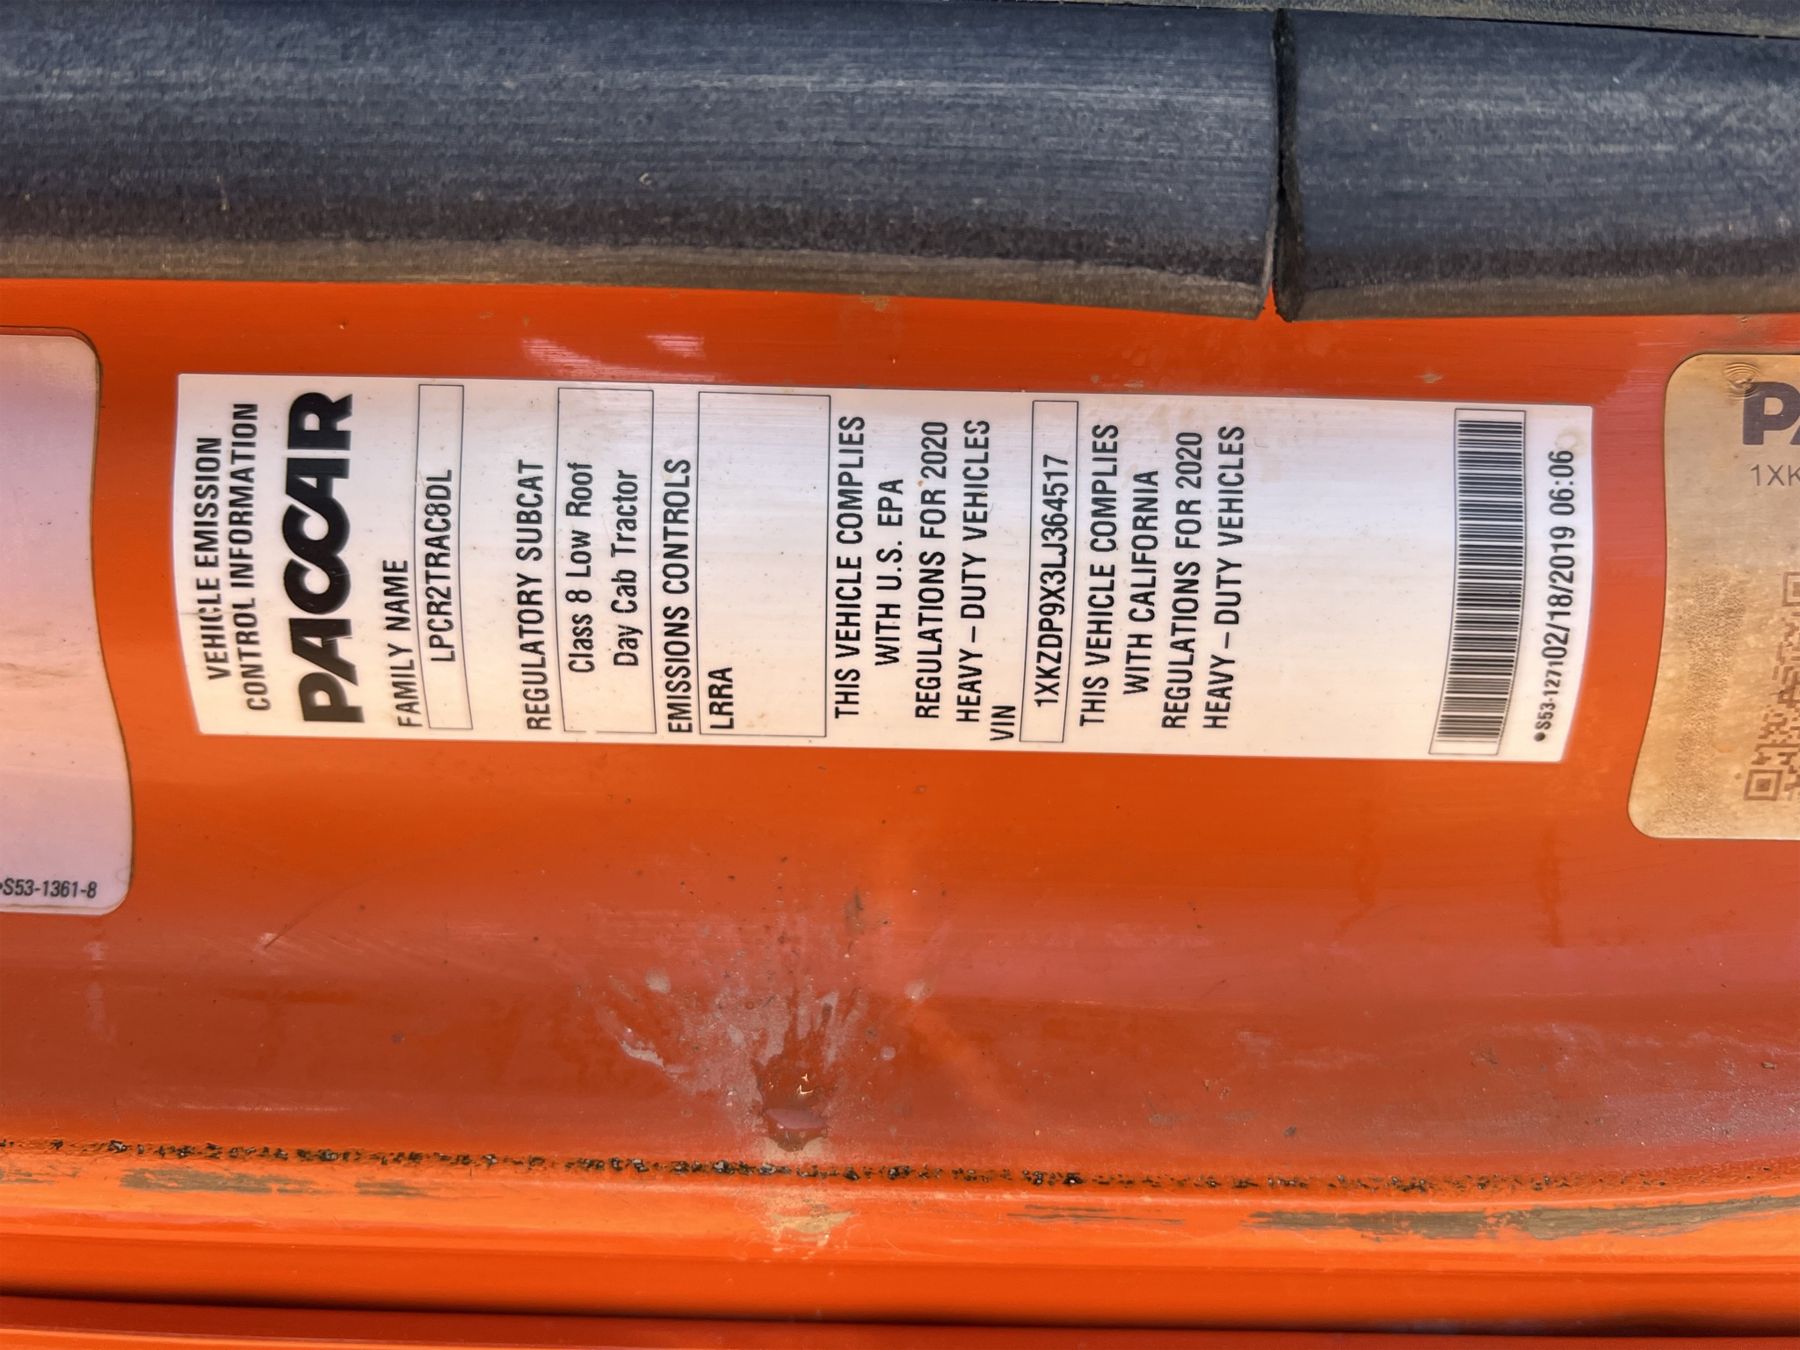 •S53-1361-8
VEHICLE EMISSION
CONTROL INFORMATION
PACCAR
FAMILY NAME
LPCR2TRAC8DL
REGULATORY SUBCAT
Class 8 Low Roof
Day Cab Tractor
EMISSIONS CONTROLS
LRRA
THIS VEHICLE COMPLIES
WITH U.S. EPA
REGULATIONS FOR 2020
HEAVY – DUTY VEHICLES
VIN
1XKZDP9X3LJ364517
THIS VEHICLE COMPLIES
WITH CALIFORNIA
REGULATIONS FOR 2020
HEAVY – DUTY VEHICLES
•S53-127102/18/2019 06:06
PA
1XK